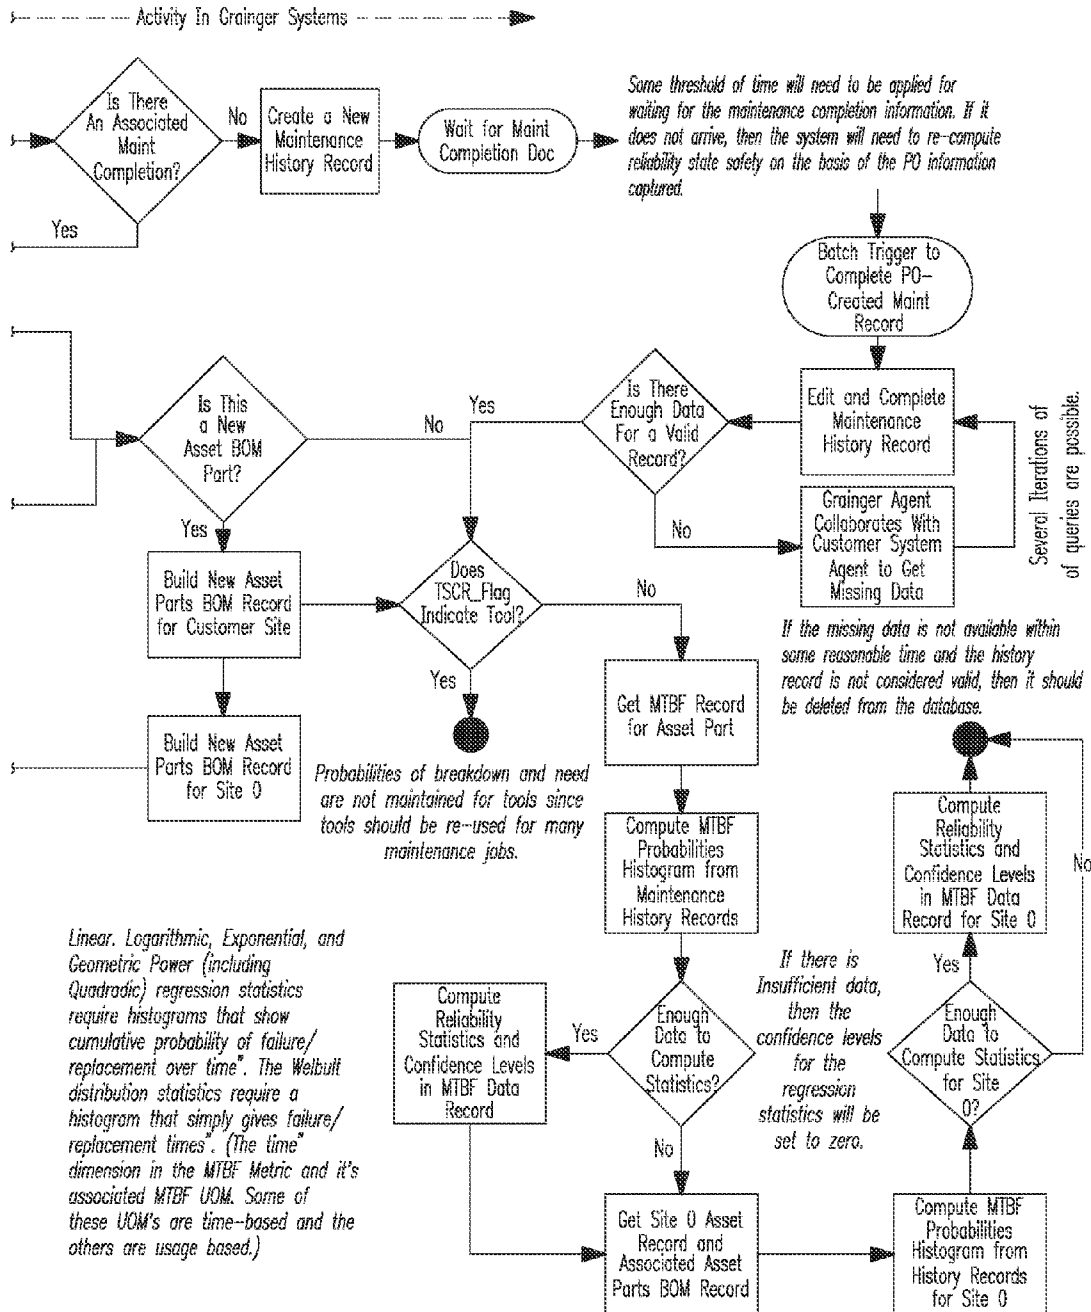 Activity In Grainger Systems
Is There
An Associated
Maint
Completion?
No
Yes
Create a New
Maintenance
History Record
Wait for Maint
Completion Doc
Some threshold of time will need to be applied for
waiting for the maintenance completion information. If it
does not arrive, then the system will need to re-compute
reliability state safely on the basis of the PO information
captured.
Batch Trigger to
Complete PO-
Created Maint
Record
Edit and Complete
Maintenance
History Record
Several Iterations of
of queries are possible.
Is There
Enough Data
For a Valid
Record?
Yes
No
Grainger Agent
Collaborates With
Customer System
Agent to Get
Missing Data
If the missing data is not available within
some reasonable time and the history
record is not considered valid, then it should
be deleted from the database.
Is This
a New
Asset BOM
Part?
No
Yes
Build New Asset
Parts BOM Record
for Customer Site
Build New Asset
Parts BOM Record
for Site 0
Does
TSCR_Flag
Indicate Tool?
No
Yes
Probabilities of breakdown and need
are not maintained for tools since
tools should be re-used for many
maintenance jobs.
Get MTBF Record
for Asset Part
Compute MTBF
Probabilities
Histogram from
Maintenance
History Records
Enough
Data to
Compute
Statistics?
Yes
No
Compute
Reliability
Statistics and
Confidence Levels
in MTBF Data
Record
If there is
Insufficient data,
then the
confidence levels
for the
regression
statistics will be
set to zero.
Get Site 0 Asset
Record and
Associated Asset
Parts BOM Record
Compute MTBF
Probabilities
Histogram from
History Records
for Site 0
Enough
Data to
Compute Statistics
for Site
0?
Yes
No
Compute
Reliability
Statistics and
Confidence Levels
in MTBF Data
Record for Site 0
Linear. Logarithmic, Exponential, and
Geometric Power (including
Quadradic) regression statistics
require histograms that show
cumulative probability of failure/
replacement over time". The Welbult
distribution statistics require a
histogram that simply gives failure/
replacement times". (The time"
dimension in the MTBF Metric and it's
associated MTBF UOM. Some of
these UOM's are time-based and the
others are usage based.)